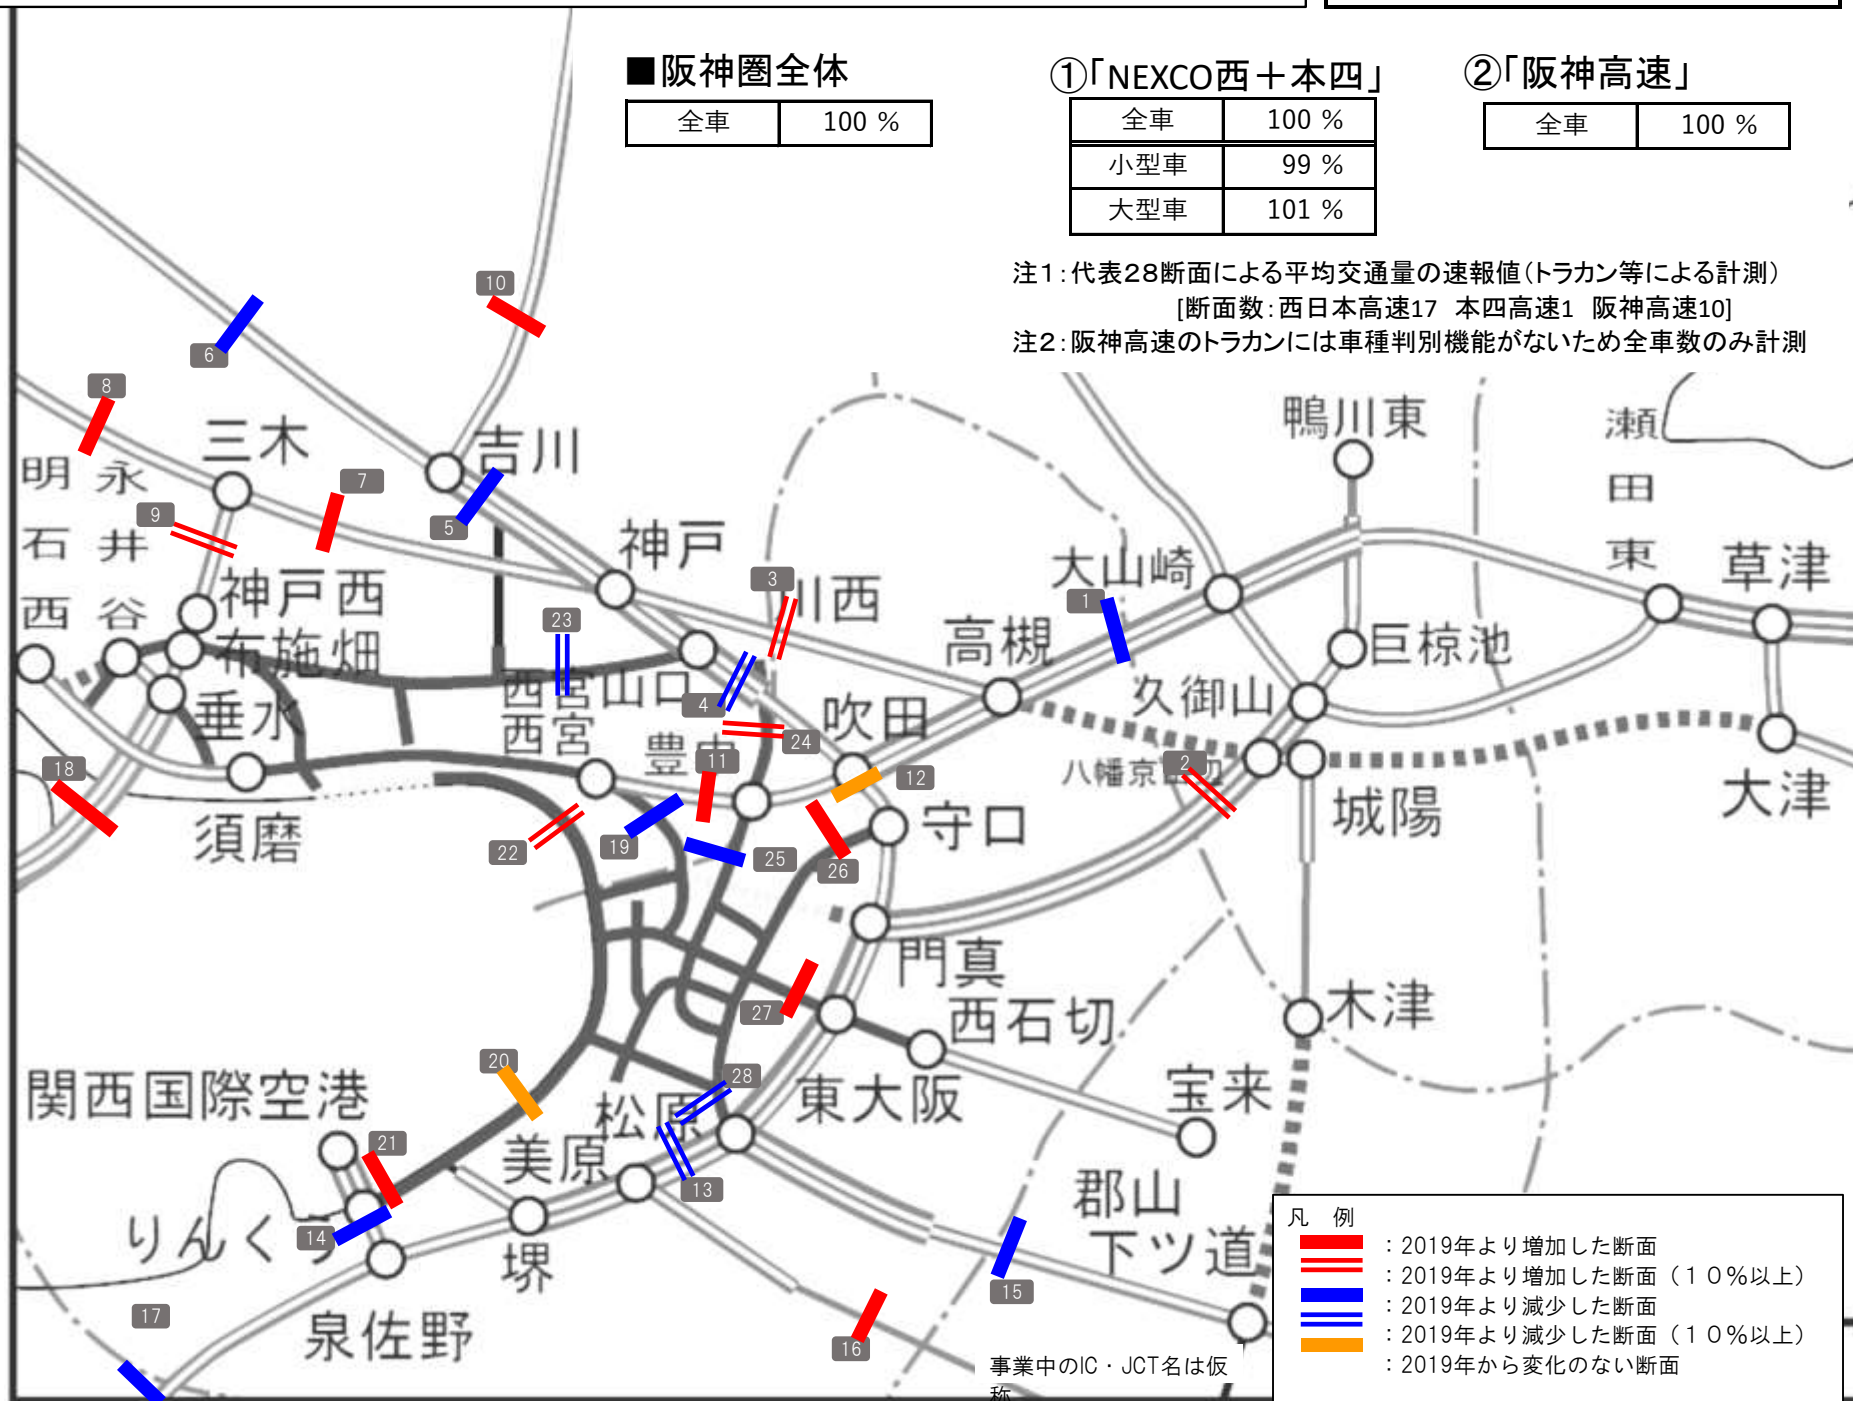 ■阪神圏全体
全車 100 %
①「NEXCO西＋本四」
全車 100 %
小型車 99 %
大型車 101 %
②「阪神高速」
全車 100 %
注1：代表28断面による平均交通量の速報値（トラカン等による計測）
[断面数：西日本高速17 本四高速1 阪神高速10]
注2：阪神高速のトラカンには車種判別機能がないため全車数のみ計測
10
6
8
三木
吉川
鴨川東
瀬田東
明石西
永井谷
7
9
5
神戸
大山崎
草津
神戸西
3
川西
1
布施畑
23
高槻
巨椋池
西宮山口
4
久御山
垂水
西宮
吹田
24
豊中
11
12
2
18
城陽
大津
須磨
22
19
25
26
守口
門真
27
西石切
木津
20
28
関西国際空港
松原
東大阪
宝来
21
美原
13
郡山
14
りんくう
堺
下ツ道
15
17
泉佐野
16
事業中のIC・JCT名は仮
称
凡 例
：2019年より増加した断面
：2019年より増加した断面（１０％以上）
：2019年より減少した断面
：2019年より減少した断面（１０％以上）
：2019年から変化のない断面